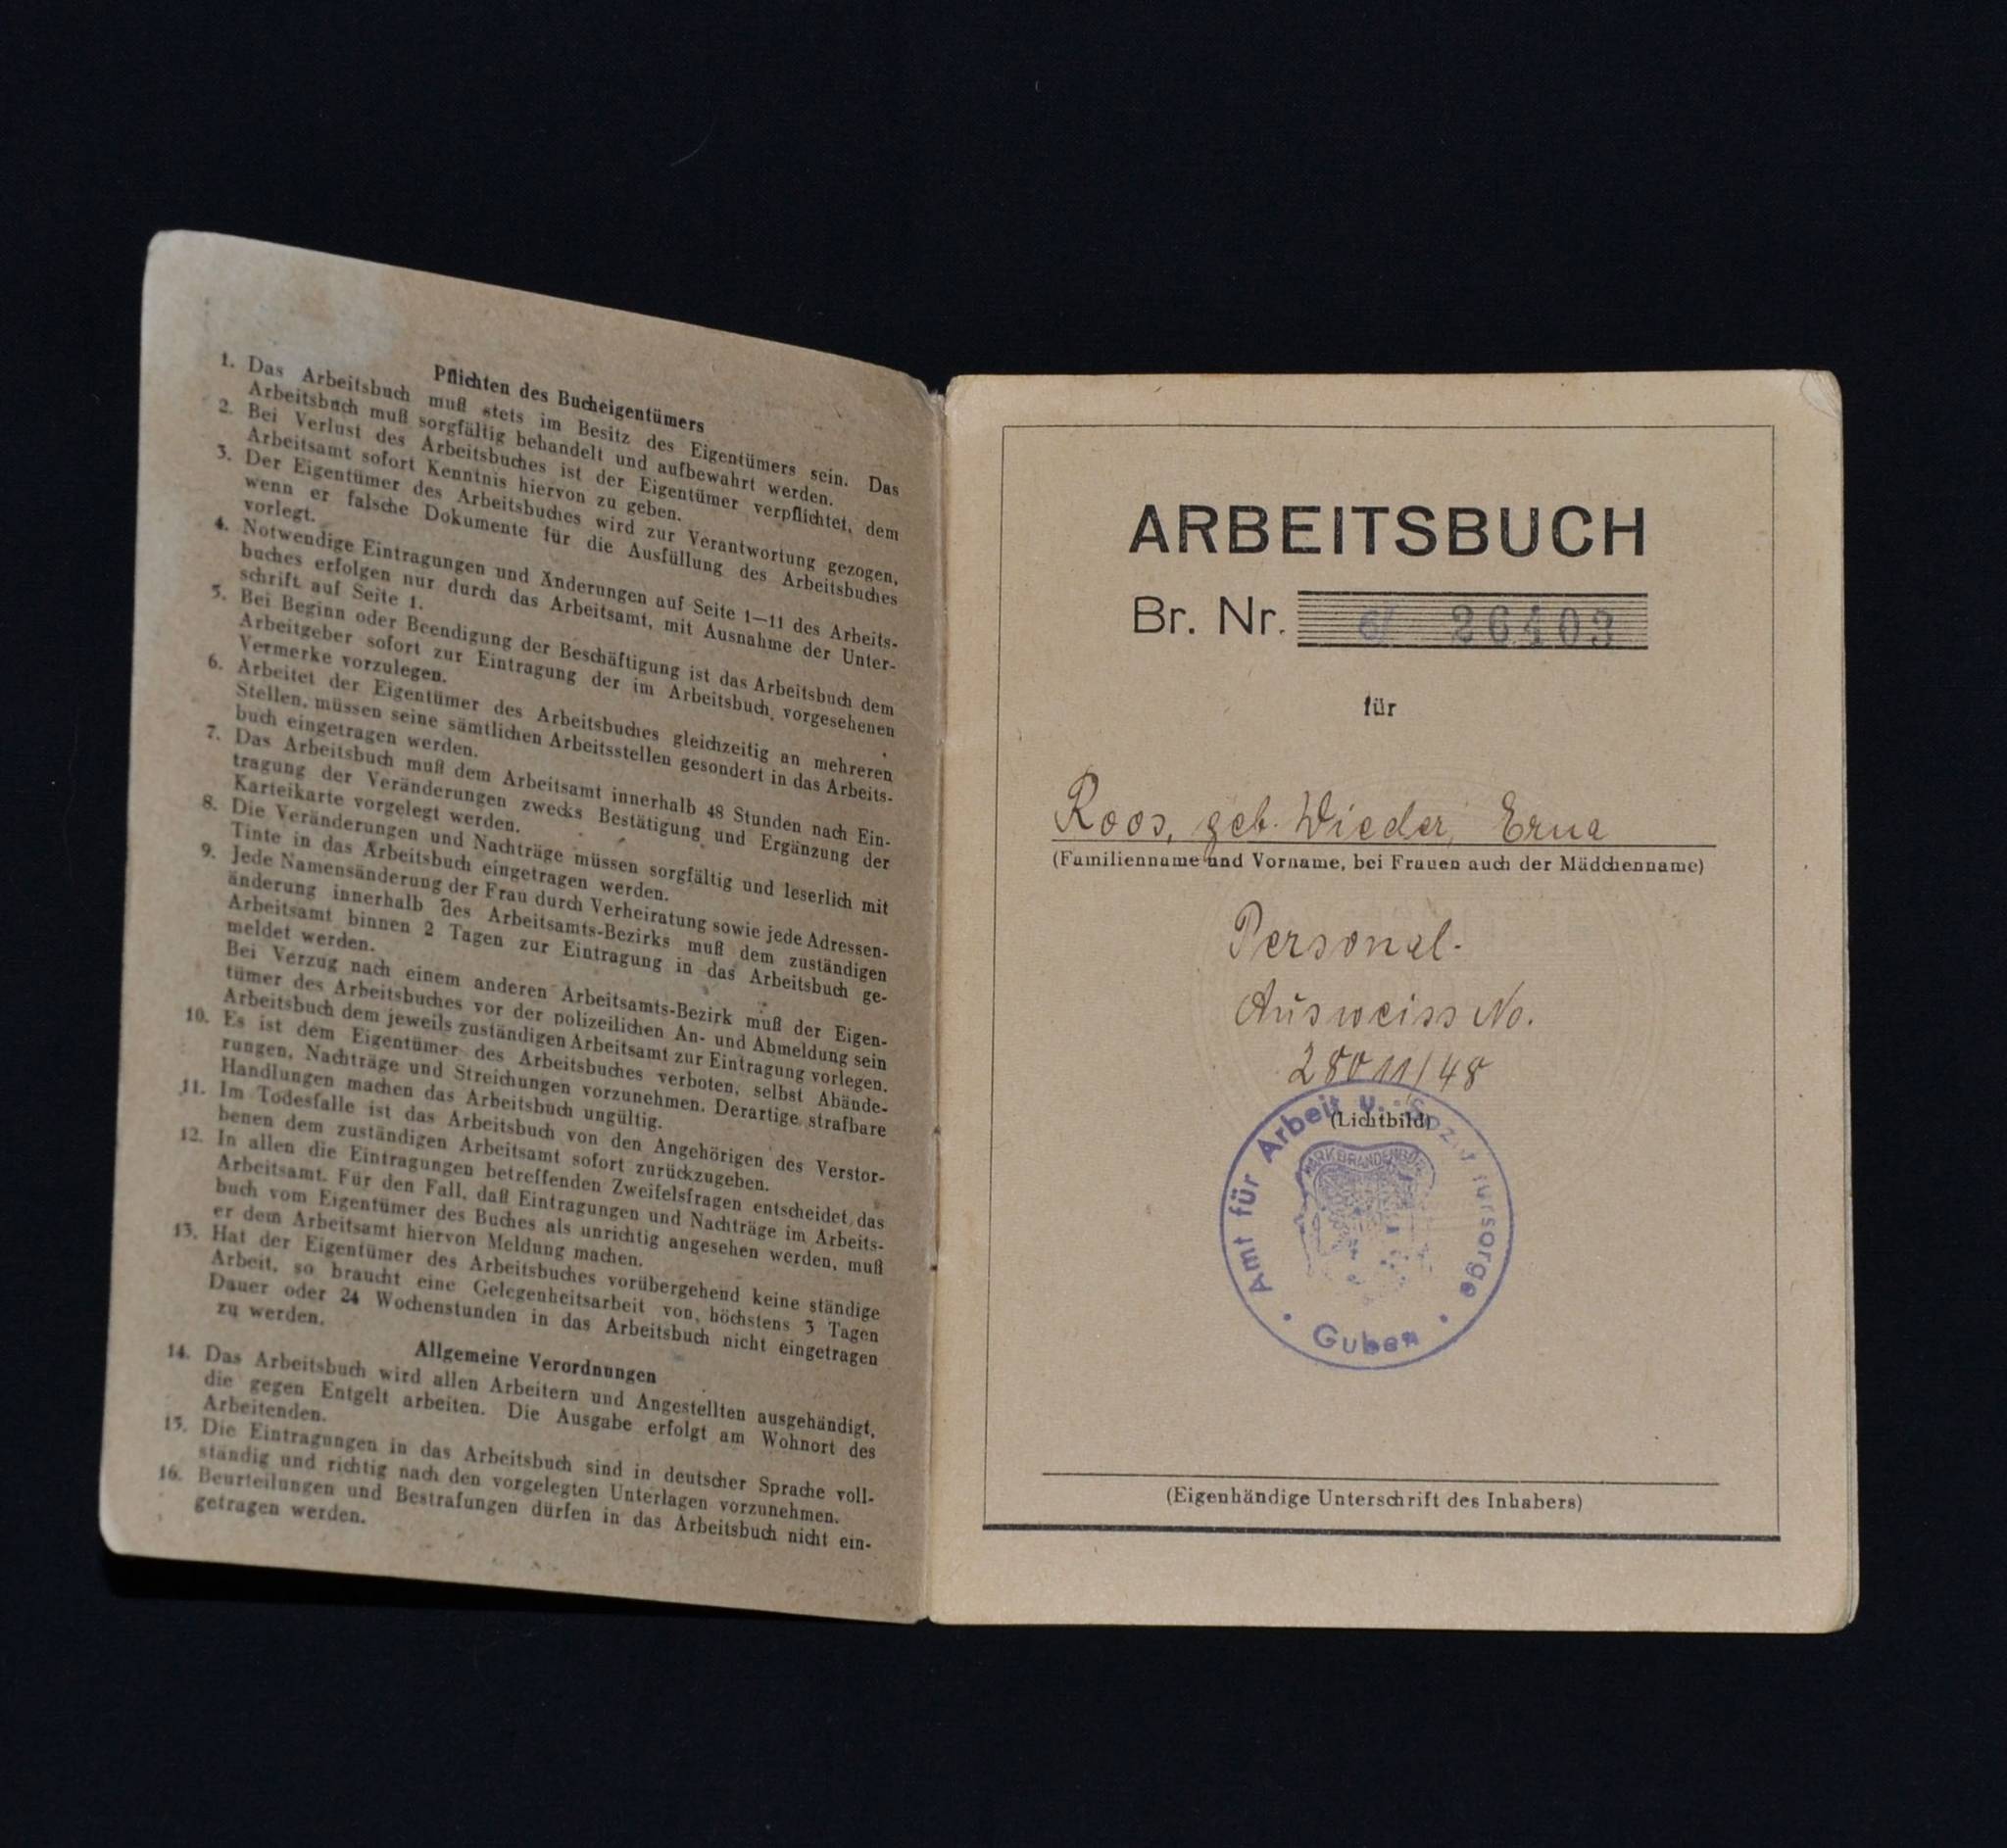 Pflichten des Bucheigentümers
1. Das Arbeitsbuch muß stets im Besitz des Eigentümers sein. Das
Arbeitsbuch muß sorgfältig behandelt und aufbewahrt werden.
2. Bei Verlust des Arbeitsbuches ist der Eigentümer verpflichtet, dem
Arbeitsamt sofort Kenntnis hiervon zu geben.
3. Der Eigentümer des Arbeitsbuches wird zur Verantwortung gezogen,
wenn er falsche Dokumente für die Ausfüllung des Arbeitsbuches
vorlegt.
4. Notwendige Eintragungen und Änderungen auf Seite 1—11 des Arbeits-
buches erfolgen nur durch das Arbeitsamt, mit Ausnahme der Unter-
schrift auf Seite 1.
5. Bei Beginn oder Beendigung der Beschäftigung ist das Arbeitsbuch dem
Arbeitgeber sofort zur Eintragung der im Arbeitsbuch vorgesehenen
Vermerke vorzulegen.
6. Arbeitet der Eigentümer des Arbeitsbuches gleichzeitig an mehreren
Stellen, müssen seine sämtlichen Arbeitsstellen gesondert in das Arbeits-
buch eingetragen werden.
7. Das Arbeitsbuch muß dem Arbeitsamt innerhalb 48 Stunden nach Ein-
tragung der Veränderungen zwecks Bestätigung und Ergänzung der
Karteikarte vorgelegt werden.
8. Die Veränderungen und Nachträge müssen sorgfältig und leserlich mit
Tinte in das Arbeitsbuch eingetragen werden.
9. Jede Namensänderung der Frau durch Verheiratung sowie jede Adressen-
änderung innerhalb des Arbeitsamts-Bezirks muß dem zuständigen
Arbeitsamt binnen 2 Tagen zur Eintragung in das Arbeitsbuch ge-
meldet werden.
Bei Verzug nach einem anderen Arbeitsamts-Bezirk muß der Eigen-
tümer des Arbeitsbuches vor der polizeilichen An- und Abmeldung sein
Arbeitsbuch dem jeweils zuständigen Arbeitsamt zur Eintragung vorlegen.
10. Es ist dem Eigentümer des Arbeitsbuches verboten, selbst Abände-
rungen, Nachträge und Streichungen vorzunehmen. Derartige strafbare
Handlungen machen das Arbeitsbuch ungültig.
11. Im Todesfalle ist das Arbeitsbuch von den Angehörigen des Verstor-
benen dem zuständigen Arbeitsamt sofort zurückzugeben.
12. In allen die Eintragungen betreffenden Zweifelsfragen entscheidet das
Arbeitsamt. Für den Fall, daß Eintragungen und Nachträge im Arbeits-
buch vom Eigentümer des Buches als unrichtig angesehen werden, muß
er dem Arbeitsamt hiervon Meldung machen.
13. Hat der Eigentümer des Arbeitsbuches vorübergehend keine ständige
Arbeit, so braucht eine Gelegenheitsarbeit von höchstens 3 Tagen
Dauer oder 24 Wochenstunden in das Arbeitsbuch nicht eingetragen
zu werden.
Allgemeine Verordnungen
14. Das Arbeitsbuch wird allen Arbeitern und Angestellten ausgehändigt,
die gegen Entgelt arbeiten. Die Ausgabe erfolgt am Wohnort des
Arbeitenden.
15. Die Eintragungen in das Arbeitsbuch sind in deutscher Sprache voll-
ständig und richtig nach den vorgelegten Unterlagen vorzunehmen.
16. Beurteilungen und Bestrafungen dürfen in das Arbeitsbuch nicht ein-
getragen werden.
ARBEITSBUCH
Br. Nr. 6/ 26403
für
Roos, geb. Wieder, Erna
(Familienname und Vorname, bei Frauen auch der Mädchenname)
Personal-
Ausweiss No.
28011/48
(Lichtbild)
Amt für Arbeit u. Sozialfürsorge
MARK BRANDENBURG
Guben
(Eigenhändige Unterschrift des Inhabers)